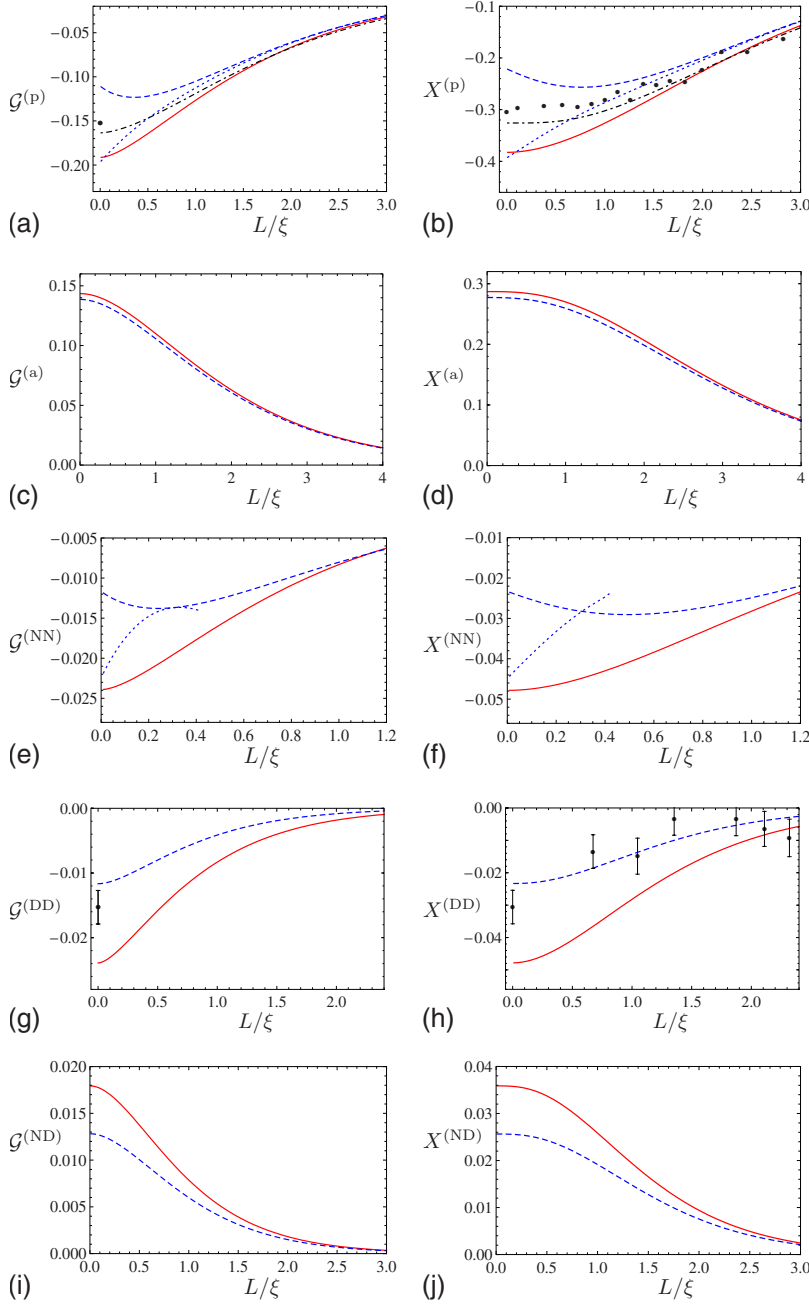 −0.05
−0.10
−0.15
−0.20
𝒢^(p)
0.0 0.5 1.0 1.5 2.0 2.5 3.0
L/ξ
(a)
−0.1
−0.2
−0.3
−0.4
X^(p)
0.0 0.5 1.0 1.5 2.0 2.5 3.0
L/ξ
(b)
0.15
0.10
0.05
0.00
𝒢^(a)
0 1 2 3 4
L/ξ
(c)
0.3
0.2
0.1
0.0
X^(a)
0 1 2 3 4
L/ξ
(d)
−0.005
−0.010
−0.015
−0.020
−0.025
𝒢^(NN)
0.0 0.2 0.4 0.6 0.8 1.0 1.2
L/ξ
(e)
−0.01
−0.02
−0.03
−0.04
−0.05
X^(NN)
0.0 0.2 0.4 0.6 0.8 1.0 1.2
L/ξ
(f)
0.00
−0.01
−0.02
𝒢^(DD)
0.0 0.5 1.0 1.5 2.0
L/ξ
(g)
0.00
−0.02
−0.04
X^(DD)
0.0 0.5 1.0 1.5 2.0
L/ξ
(h)
0.020
0.015
0.010
0.005
0.000
𝒢^(ND)
0.0 0.5 1.0 1.5 2.0 2.5 3.0
L/ξ
(i)
0.04
0.03
0.02
0.01
0.00
X^(ND)
0.0 0.5 1.0 1.5 2.0 2.5 3.0
L/ξ
(j)